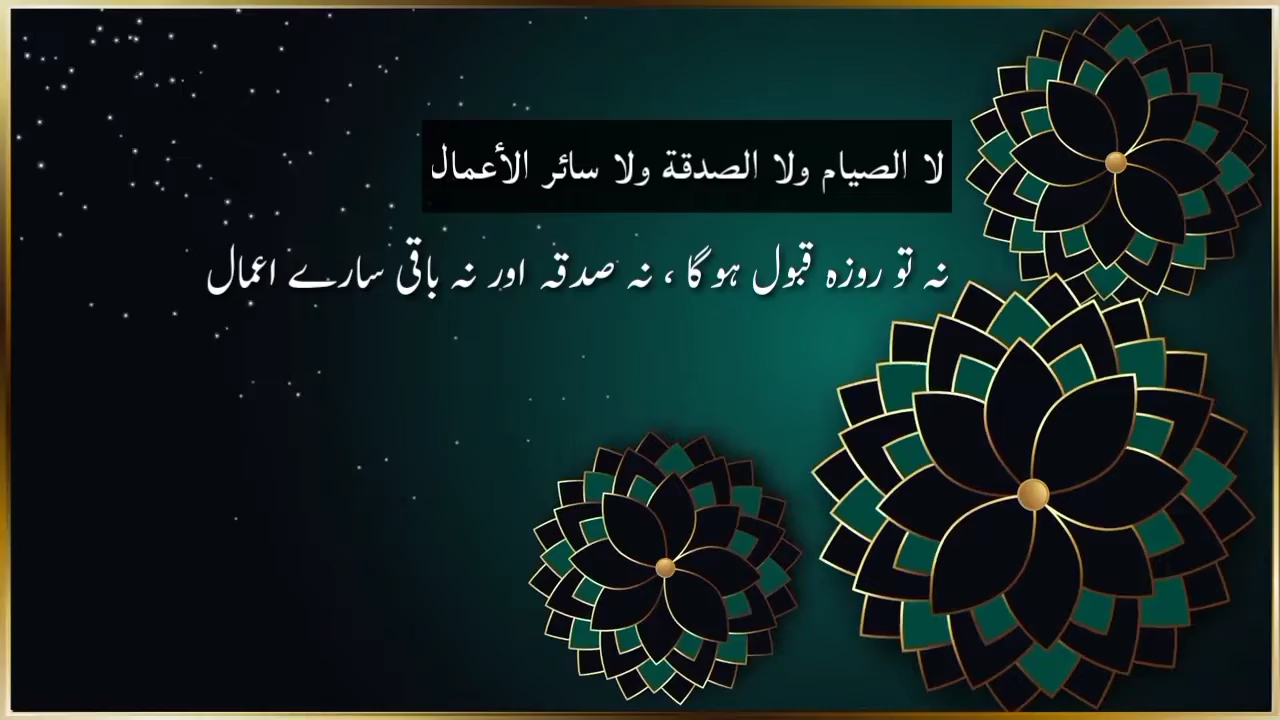 لا الصيام ولا الصدقة ولا سائر الأعمال
نہ تو روزہ قبول ہوگا ، نہ صدقہ اور نہ باقی سارے اعمال